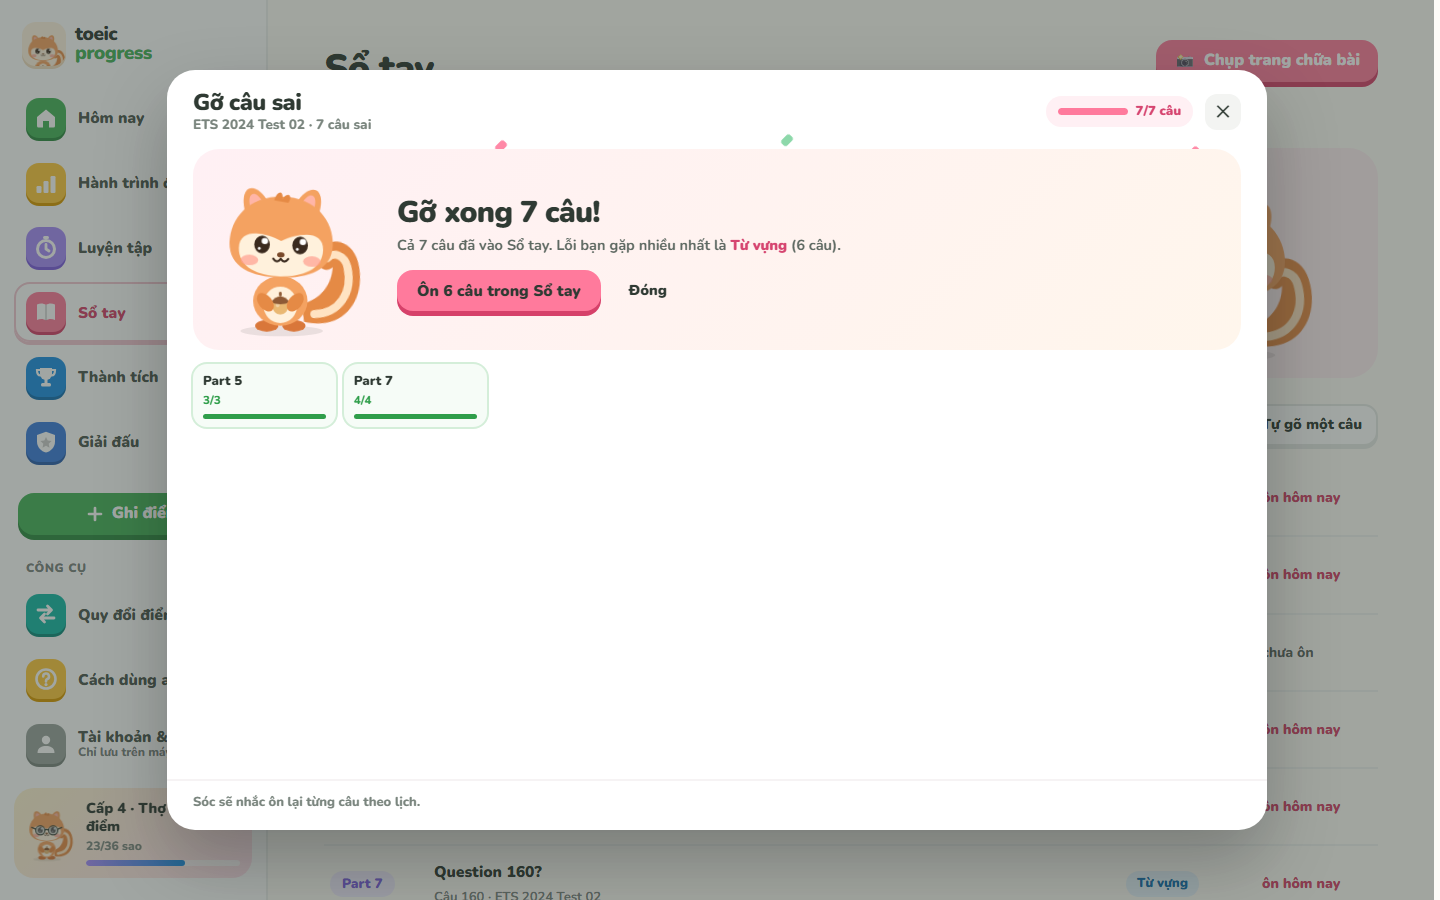 toeic
progress
Hôm nay
Hành trình
Luyện tập
Sổ tay
Thành tích
Giải đấu
+ Ghi
CÔNG CỤ
Quy đổi
Cách dùng
Tài khoản &
Chỉ lưu trên
Cấp 4 · Thợ
điểm
23/36 sao
Sổ tay
Chụp trang chữa bài
Gỡ câu sai
ETS 2024 Test 02 · 7 câu sai
7/7 câu
Gỡ xong 7 câu!
Cả 7 câu đã vào Sổ tay. Lỗi bạn gặp nhiều nhất là Từ vựng (6 câu).
Ôn 6 câu trong Sổ tay
Đóng
Part 5
3/3
Part 7
4/4
Sóc sẽ nhắc ôn lại từng câu theo lịch.
Tự gõ một câu
ôn hôm nay
ôn hôm nay
chưa ôn
ôn hôm nay
ôn hôm nay
Part 7
Question 160?
Câu 160 · ETS 2024 Test 02
Từ vựng
ôn hôm nay